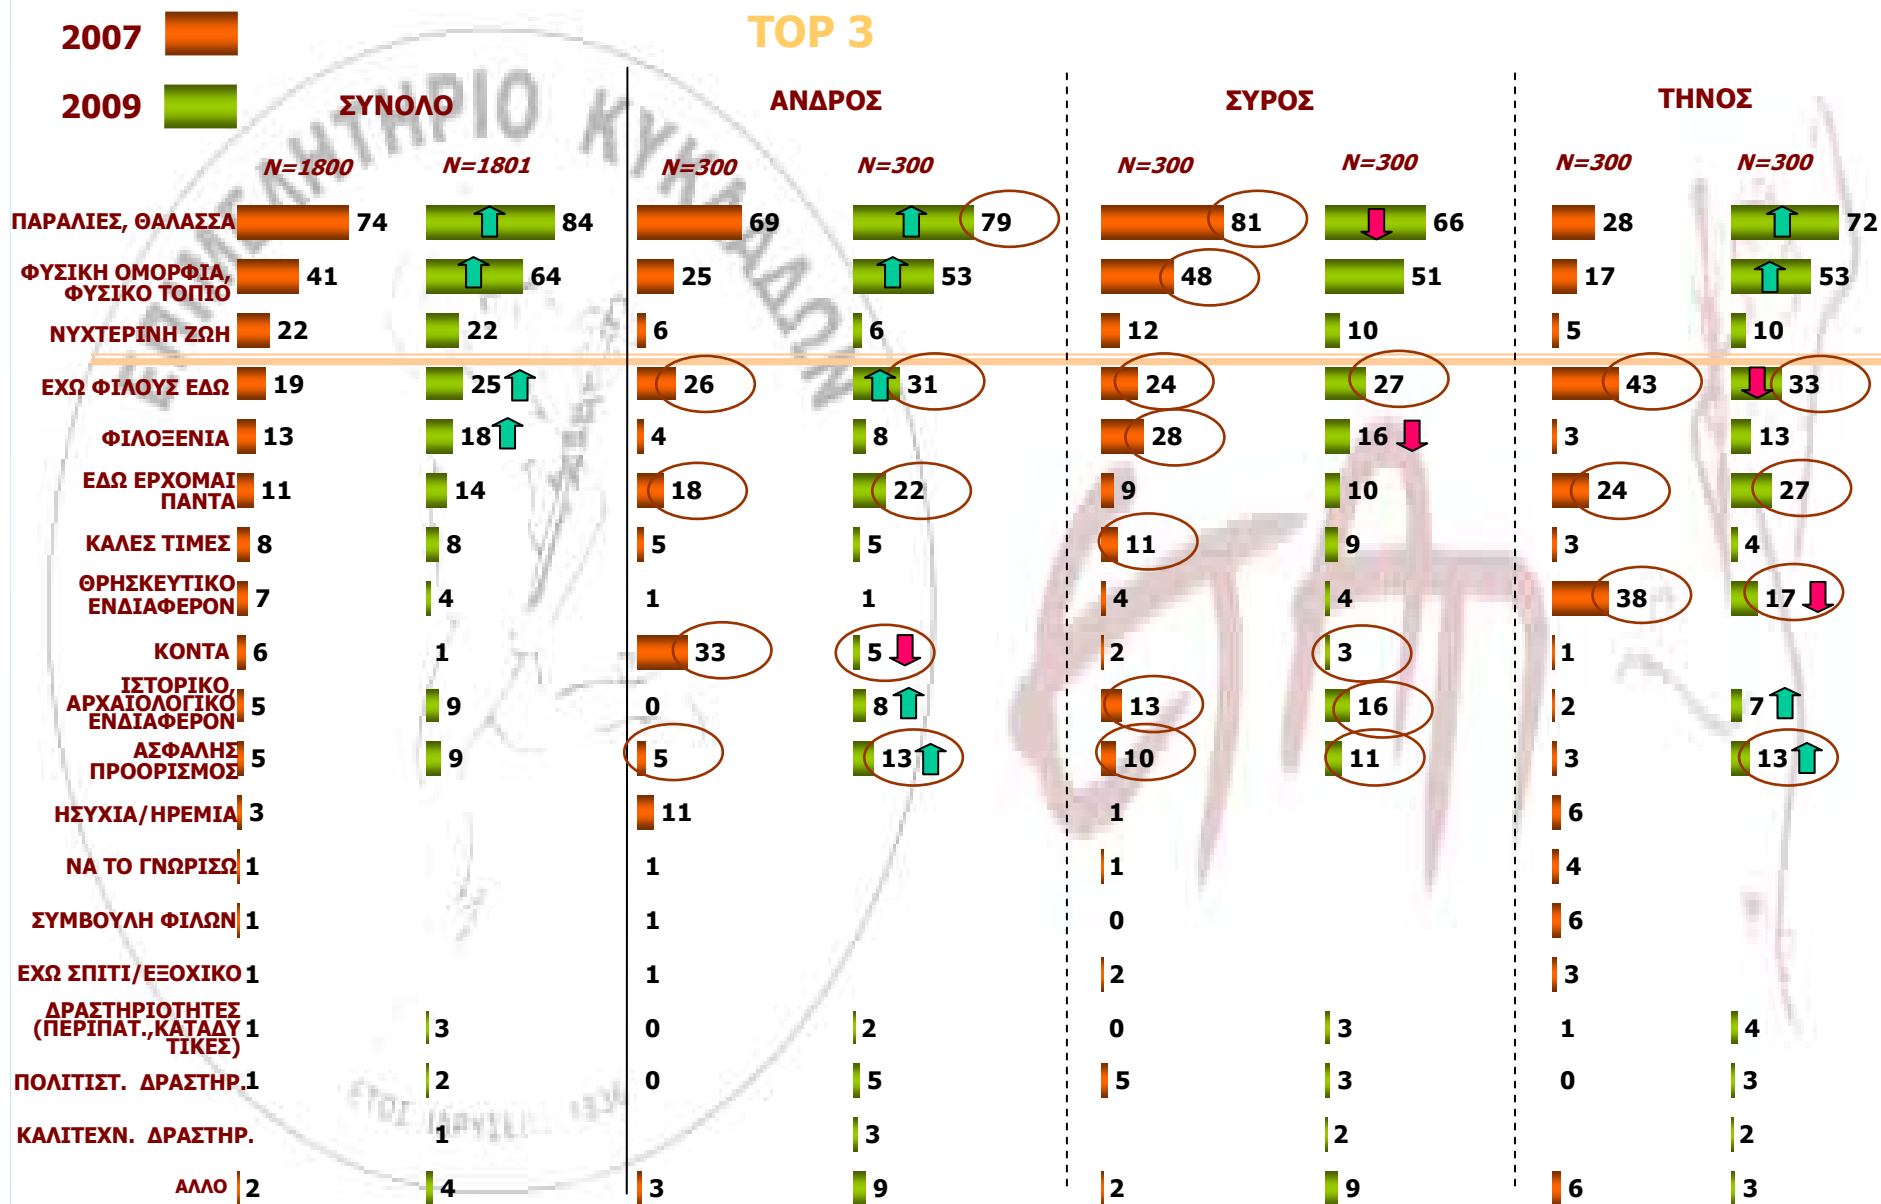 2007
TOP 3
2009
ΣΥΝΟΛΟ ΑΝΔΡΟΣ ΣΥΡΟΣ ΤΗΝΟΣ
N=1800 N=1801 N=300 N=300 N=300 N=300 N=300 N=300
ΠΑΡΑΛΙΕΣ, ΘΑΛΑΣΣΑ 74 84 69 79 81 66 28 72
ΦΥΣΙΚΗ ΟΜΟΡΦΙΑ,
ΦΥΣΙΚΟ ΤΟΠΙΟ 41 64 25 53 48 51 17 53
ΝΥΧΤΕΡΙΝΗ ΖΩΗ 22 22 6 6 12 10 5 10
ΕΧΩ ΦΙΛΟΥΣ ΕΔΩ 19 25 26 31 24 27 43 33
ΦΙΛΟΞΕΝΙΑ 13 18 4 8 28 16 3 13
ΕΔΩ ΕΡΧΟΜΑΙ
ΠΑΝΤΑ 11 14 18 22 9 10 24 27
ΚΑΛΕΣ ΤΙΜΕΣ 8 8 5 5 11 9 3 4
ΘΡΗΣΚΕΥΤΙΚΟ
ΕΝΔΙΑΦΕΡΟΝ 7 4 1 1 4 4 38 17
ΚΟΝΤΑ 6 1 33 5 2 3 1
ΙΣΤΟΡΙΚΟ,
ΑΡΧΑΙΟΛΟΓΙΚΟ
ΕΝΔΙΑΦΕΡΟΝ 5 9 0 8 13 16 2 7
ΑΣΦΑΛΗΣ
ΠΡΟΟΡΙΣΜΟΣ 5 9 5 13 10 11 3 13
ΗΣΥΧΙΑ/ΗΡΕΜΙΑ 3 11 1 6
ΝΑ ΤΟ ΓΝΩΡΙΣΩ 1 1 1 4
ΣΥΜΒΟΥΛΗ ΦΙΛΩΝ 1 1 0 6
ΕΧΩ ΣΠΙΤΙ/ΕΞΟΧΙΚΟ 1 1 2 3
ΔΡΑΣΤΗΡΙΟΤΗΤΕΣ
(ΠΕΡΙΠΑΤ.,ΚΑΤΑΔΥ 1 3 0 2 0 3 1 4
ΤΙΚΕΣ)
ΠΟΛΙΤΙΣΤ. ΔΡΑΣΤΗΡ. 1 2 0 5 5 3 0 3
ΚΑΛΙΤΕΧΝ. ΔΡΑΣΤΗΡ. 1 3 2 2
ΑΛΛΟ 2 4 3 9 2 9 6 3
ΕΠΙΜΕΛΗΤΗΡΙΟ ΚΥΚΛΑΔΩΝ